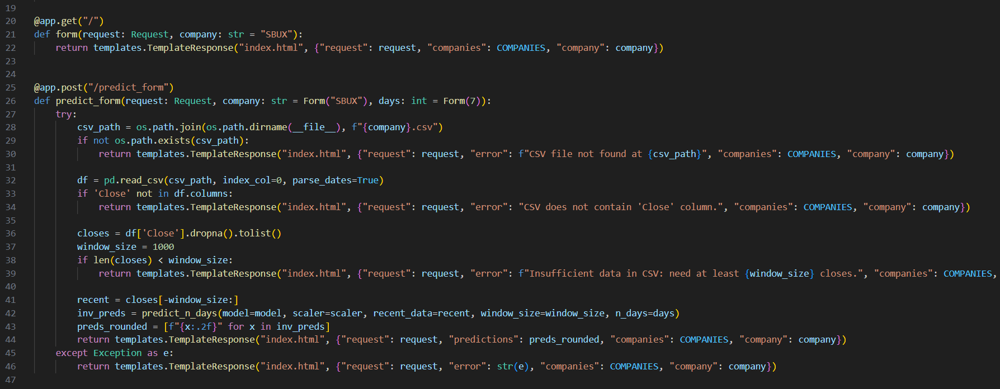 19
20 @app.get("/")
21 def form(request: Request, company: str = "SBUX"):
22     return templates.TemplateResponse("index.html", {"request": request, "companies": COMPANIES, "company": company})
23
24
25 @app.post("/predict_form")
26 def predict_form(request: Request, company: str = Form("SBUX"), days: int = Form(7)):
27     try:
28         csv_path = os.path.join(os.path.dirname(__file__), f"{company}.csv")
29         if not os.path.exists(csv_path):
30             return templates.TemplateResponse("index.html", {"request": request, "error": f"CSV file not found at {csv_path}", "companies": COMPANIES, "company": company})
31
32         df = pd.read_csv(csv_path, index_col=0, parse_dates=True)
33         if 'Close' not in df.columns:
34             return templates.TemplateResponse("index.html", {"request": request, "error": "CSV does not contain 'Close' column.", "companies": COMPANIES, "company": company})
35
36         closes = df['Close'].dropna().tolist()
37         window_size = 1000
38         if len(closes) < window_size:
39             return templates.TemplateResponse("index.html", {"request": request, "error": f"Insufficient data in CSV: need at least {window_size} closes.", "companies": COMPANIES,
40
41         recent = closes[-window_size:]
42         inv_preds = predict_n_days(model=model, scaler=scaler, recent_data=recent, window_size=window_size, n_days=days)
43         preds_rounded = [f"{x:.2f}" for x in inv_preds]
44         return templates.TemplateResponse("index.html", {"request": request, "predictions": preds_rounded, "companies": COMPANIES, "company": company})
45     except Exception as e:
46         return templates.TemplateResponse("index.html", {"request": request, "error": str(e), "companies": COMPANIES, "company": company})
47